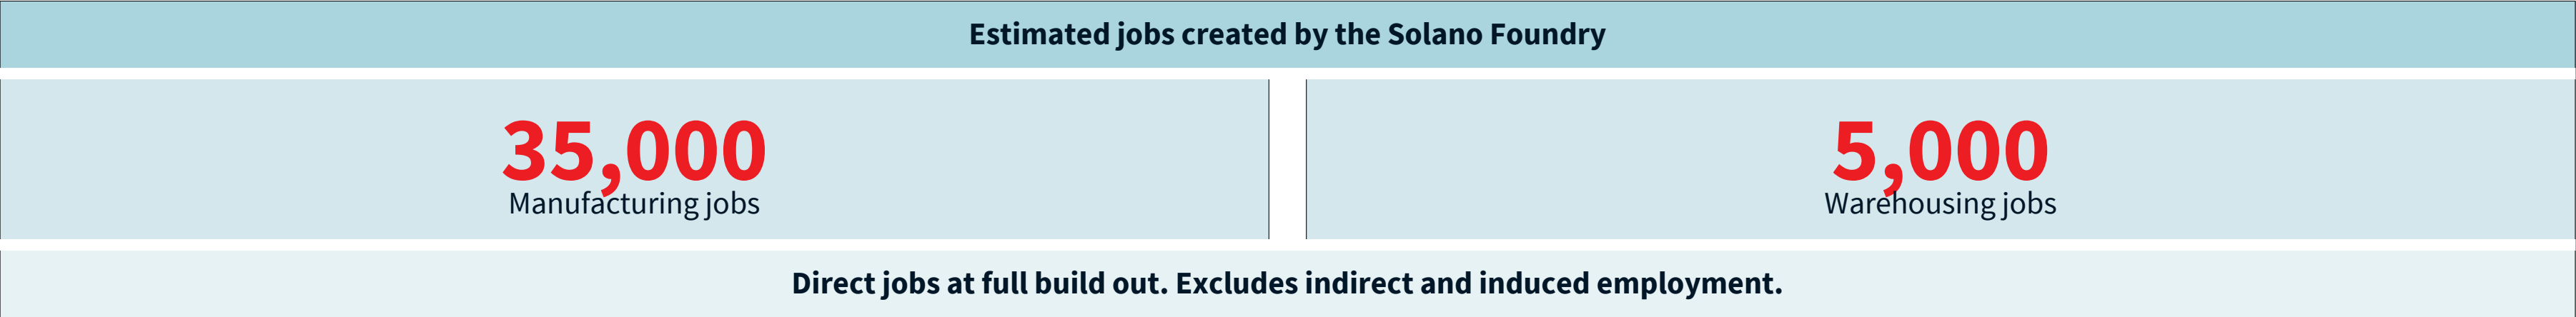 Estimated jobs created by the Solano Foundry
35,000
Manufacturing jobs
5,000
Warehousing jobs
Direct jobs at full build out. Excludes indirect and induced employment.